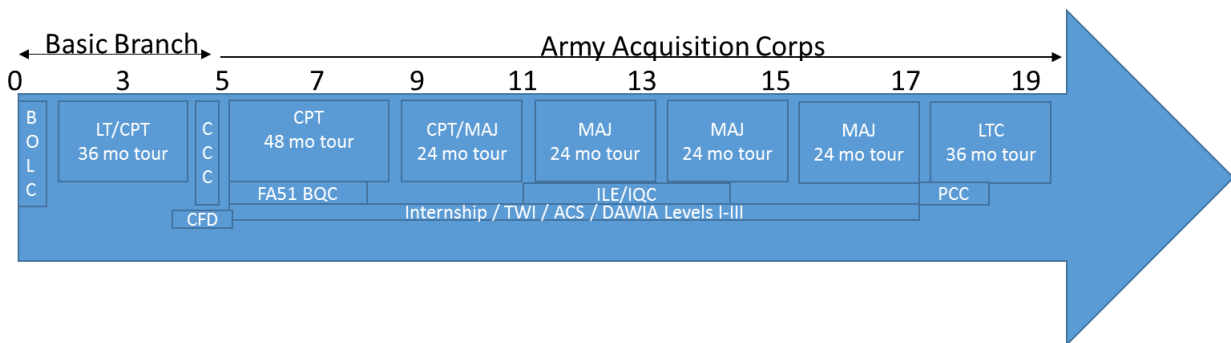 Basic Branch
Army Acquisition Corps
0 3 5 7 9 11 13 15 17 19
BOLC
LT/CPT
36 mo tour
CCC
CPT
48 mo tour
CPT/MAJ
24 mo tour
MAJ
24 mo tour
MAJ
24 mo tour
MAJ
24 mo tour
LTC
36 mo tour
FA51 BQC
ILE/IQC
PCC
CFD
Internship / TWI / ACS / DAWIA Levels I-III